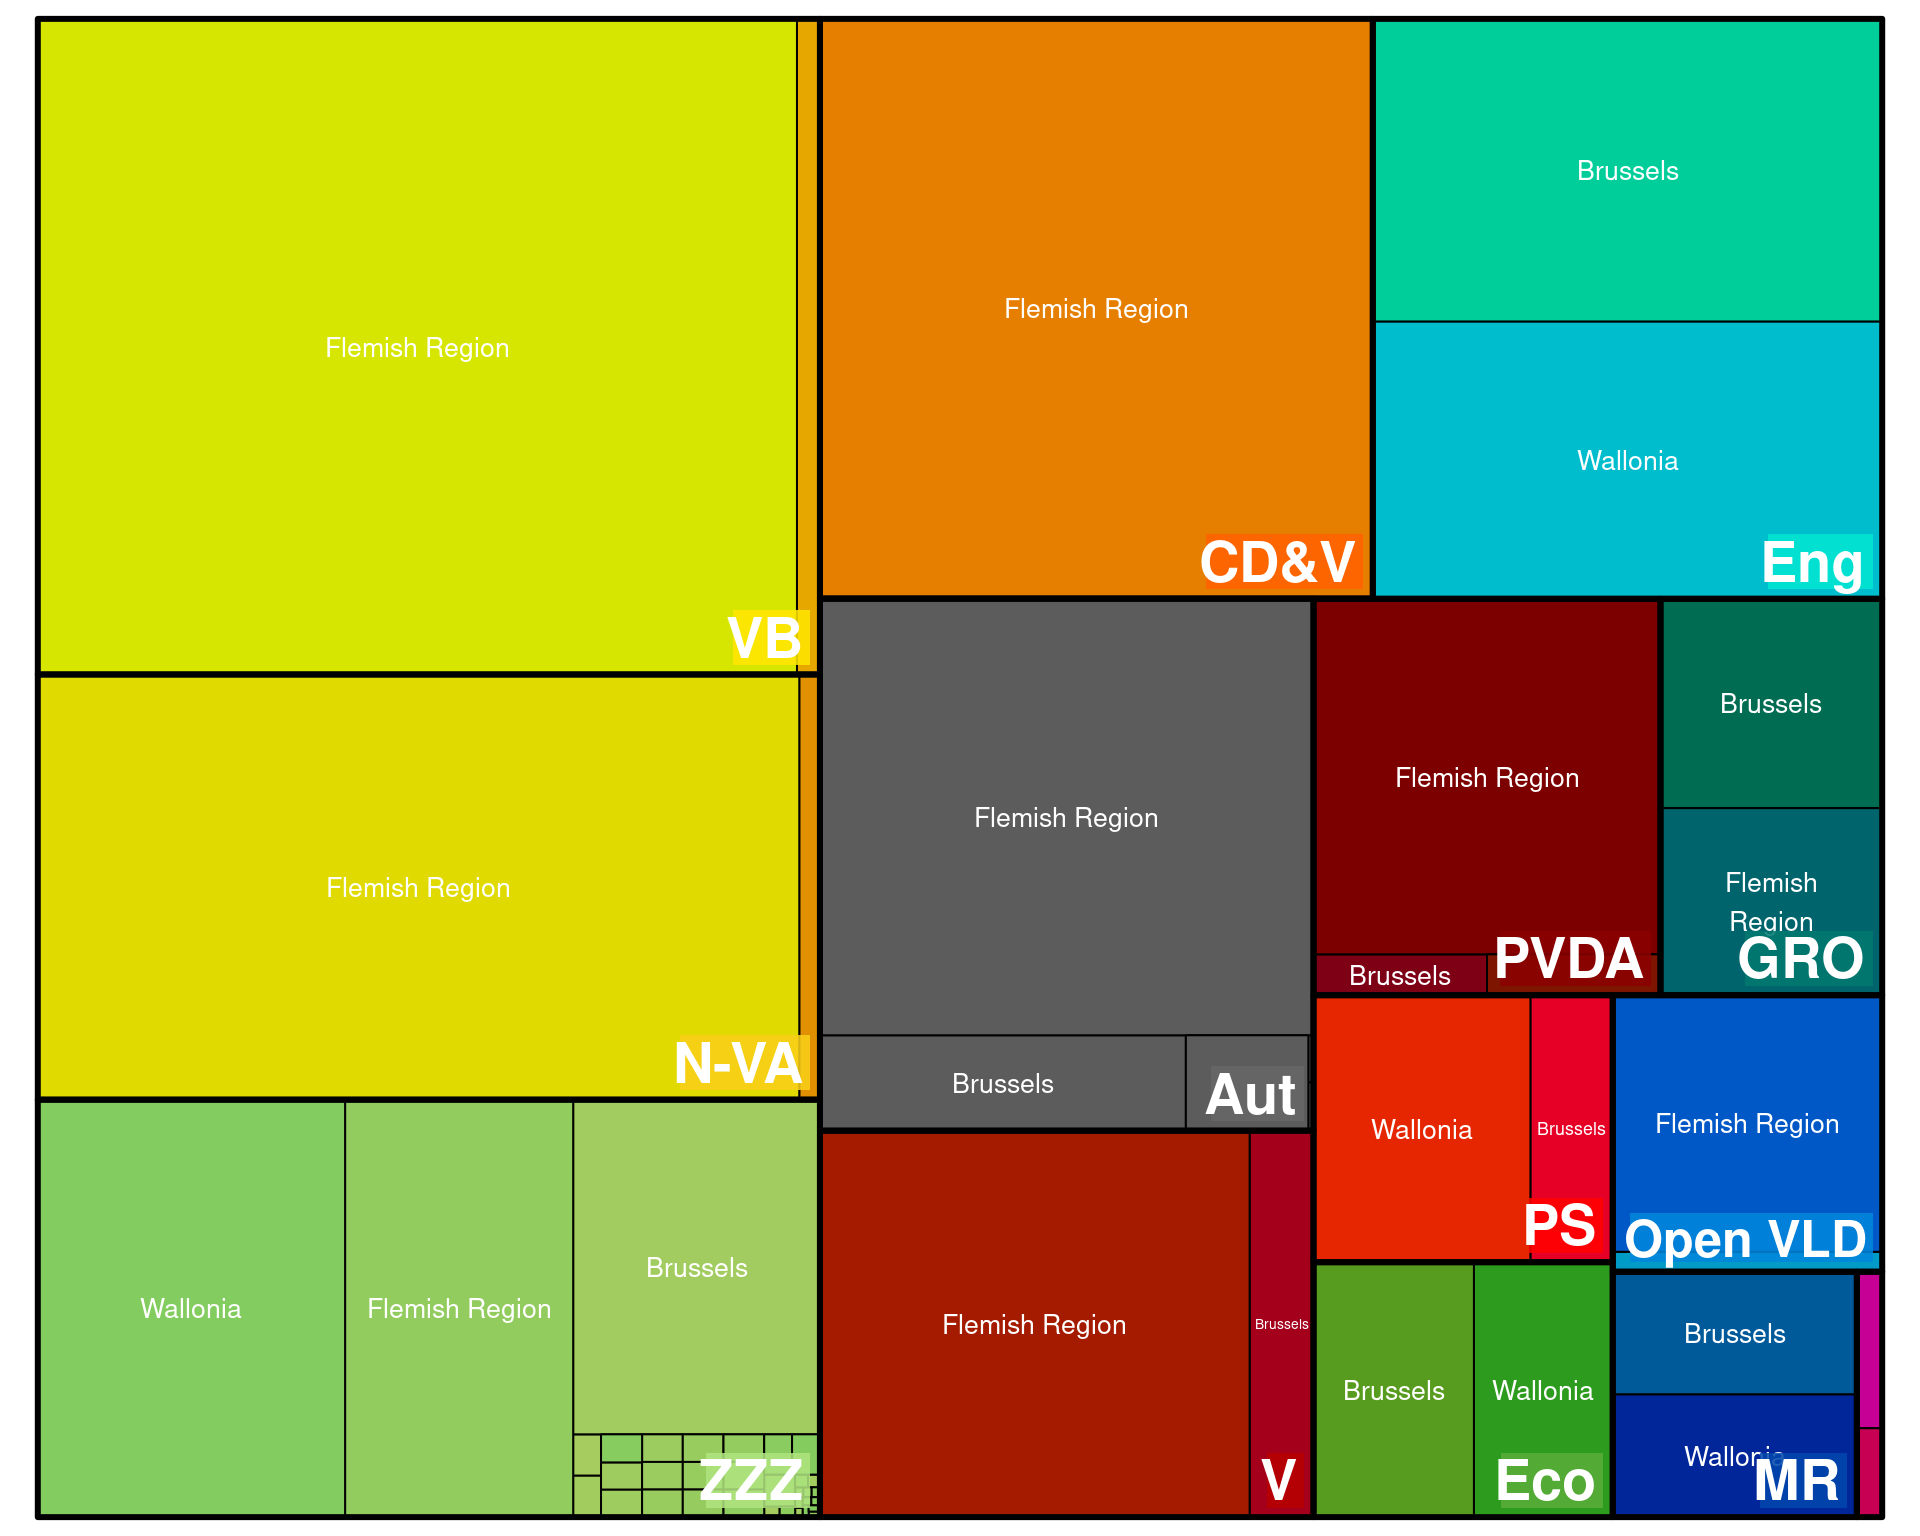 Flemish Region
VB
Flemish Region
CD&V
Brussels
Wallonia
Eng
Flemish Region
N-VA
Flemish Region
Brussels
Aut
Flemish Region
Brussels
PVDA
Brussels
Flemish
Region
GRO
Wallonia
Flemish Region
Brussels
ZZZ
Flemish Region
Brussels
V
Wallonia
Brussels
PS
Flemish Region
Open VLD
Brussels
Wallonia
Eco
Brussels
Wallonia
MR